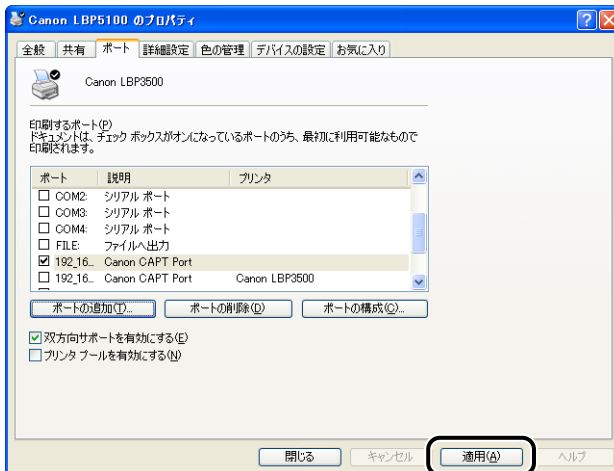 Canon LBP5100 のプロパティ
全般 共有 ポート 詳細設定 色の管理 デバイスの設定 お気に入り
Canon LBP3500
印刷するポート(P)
ドキュメントは、チェック ボックスがオンになっているポートのうち、最初に利用可能なもので
印刷されます。
ポート 説明 プリンタ
COM2: シリアル ポート
COM3: シリアル ポート
COM4: シリアル ポート
FILE: ファイルへ出力
192_16... Canon CAPT Port
192_16... Canon CAPT Port Canon LBP3500
ポートの追加(T)... ポートの削除(D) ポートの構成(C)...
双方向サポートを有効にする(E)
プリンタ プールを有効にする(N)
閉じる キャンセル 適用(A) ヘルプ